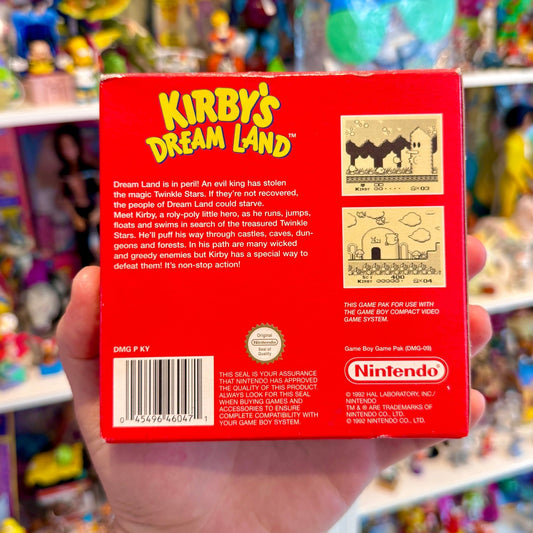 KIRBY'S
DREAM LAND™
Dream Land is in peril! An evil king has stolen
the magic Twinkle Stars. If they're not recovered,
the people of Dream Land could starve.
Meet Kirby, a roly-poly little hero, as he runs, jumps,
floats and swims in search of the treasured Twinkle
Stars. He'll puff his way through castles, caves, dun-
geons and forests. In his path are many wicked
and greedy enemies but Kirby has a special way to
defeat them! It's non-stop action!
THIS GAME PAK FOR USE WITH
THE GAME BOY COMPACT VIDEO
GAME SYSTEM.
DMG P KY
Original
Nintendo
Seal of
Quality
Game Boy Game Pak (DMG-09)
Nintendo®
THIS SEAL IS YOUR ASSURANCE
THAT NINTENDO HAS APPROVED
THE QUALITY OF THIS PRODUCT.
ALWAYS LOOK FOR THIS SEAL
WHEN BUYING GAMES AND
ACCESSORIES TO ENSURE
COMPLETE COMPATIBILITY WITH
YOUR GAME BOY SYSTEM.
© 1992 HAL LABORATORY, INC./
NINTENDO
TM & ® ARE TRADEMARKS OF
NINTENDO CO., LTD.
© 1992 NINTENDO CO., LTD.
0 45496 46047 1